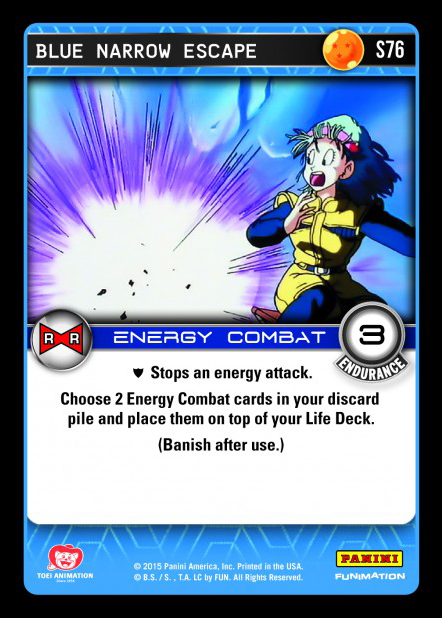 BLUE NARROW ESCAPE S76
R R
ENERGY COMBAT
3
ENDURANCE
Stops an energy attack.
Choose 2 Energy Combat cards in your discard
pile and place them on top of your Life Deck.
(Banish after use.)
TOEI ANIMATION
© 2015 Panini America, Inc. Printed in the USA.
© B.S./S., T.A. LC by FUN. All Rights Reserved.
PANINI
FUNIMATION